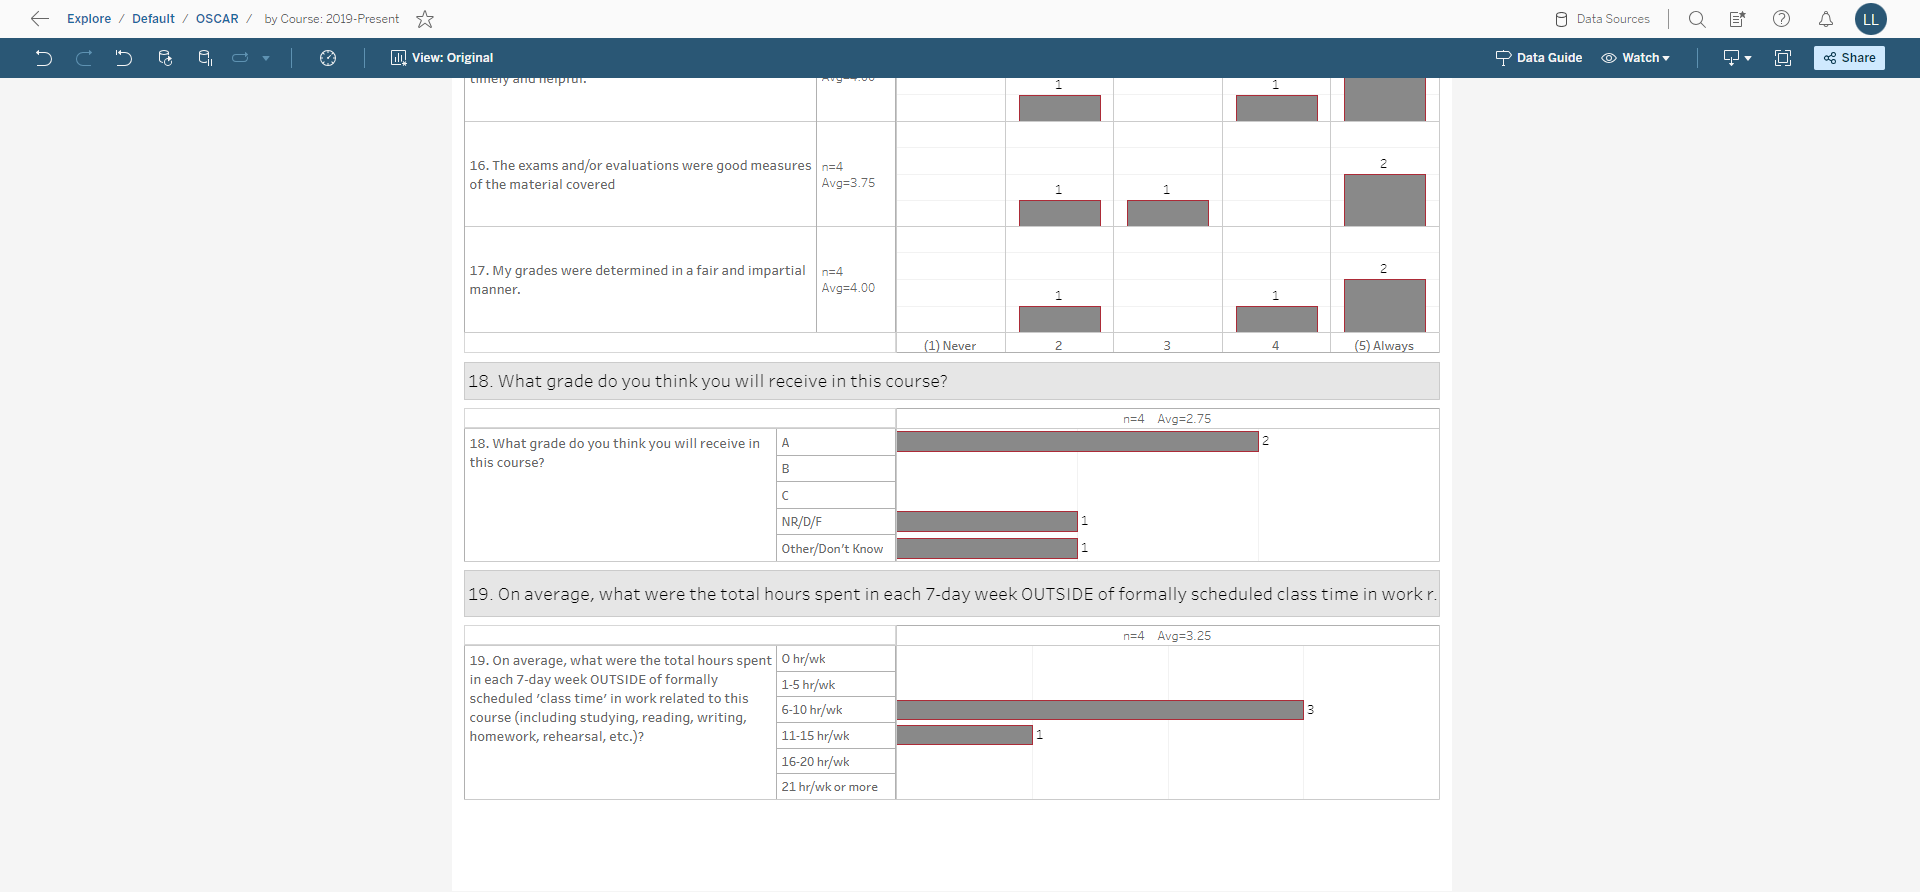 Explore / Default / OSCAR / by Course: 2019-Present
Data Sources
LL
View: Original
Data Guide
Watch
Share
timely and helpful.
Avg=4.00
1
1
16. The exams and/or evaluations were good measures
of the material covered
n=4
Avg=3.75
1
1
2
17. My grades were determined in a fair and impartial
manner.
n=4
Avg=4.00
1
1
2
(1) Never
2
3
4
(5) Always
18. What grade do you think you will receive in this course?
n=4 Avg=2.75
18. What grade do you think you will receive in
this course?
A
2
B
C
NR/D/F
1
Other/Don't Know
1
19. On average, what were the total hours spent in each 7-day week OUTSIDE of formally scheduled class time in work r.
n=4 Avg=3.25
19. On average, what were the total hours spent
in each 7-day week OUTSIDE of formally
scheduled ‘class time’ in work related to this
course (including studying, reading, writing,
homework, rehearsal, etc.)?
0 hr/wk
1-5 hr/wk
6-10 hr/wk
3
11-15 hr/wk
1
16-20 hr/wk
21 hr/wk or more